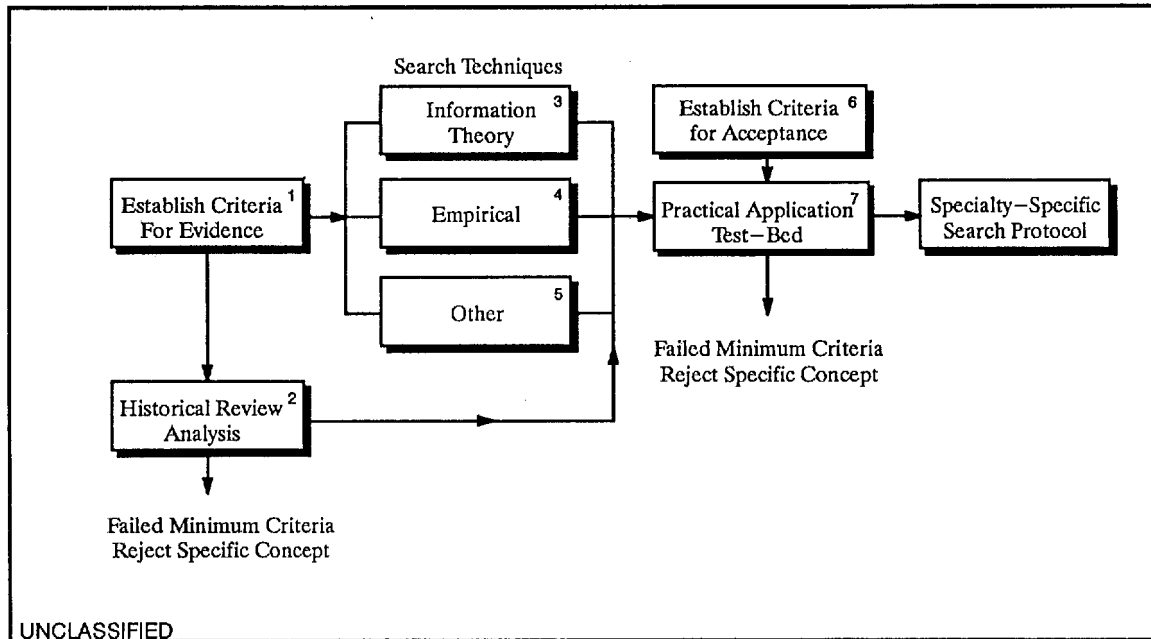 Search Techniques
Information 3
Theory
Establish Criteria 6
for Acceptance
Establish Criteria 1
For Evidence
Empirical 4
Practical Application 7
Test–Bed
Specialty–Specific
Search Protocol
Other 5
Failed Minimum Criteria
Reject Specific Concept
Historical Review 2
Analysis
Failed Minimum Criteria
Reject Specific Concept
UNCLASSIFIED